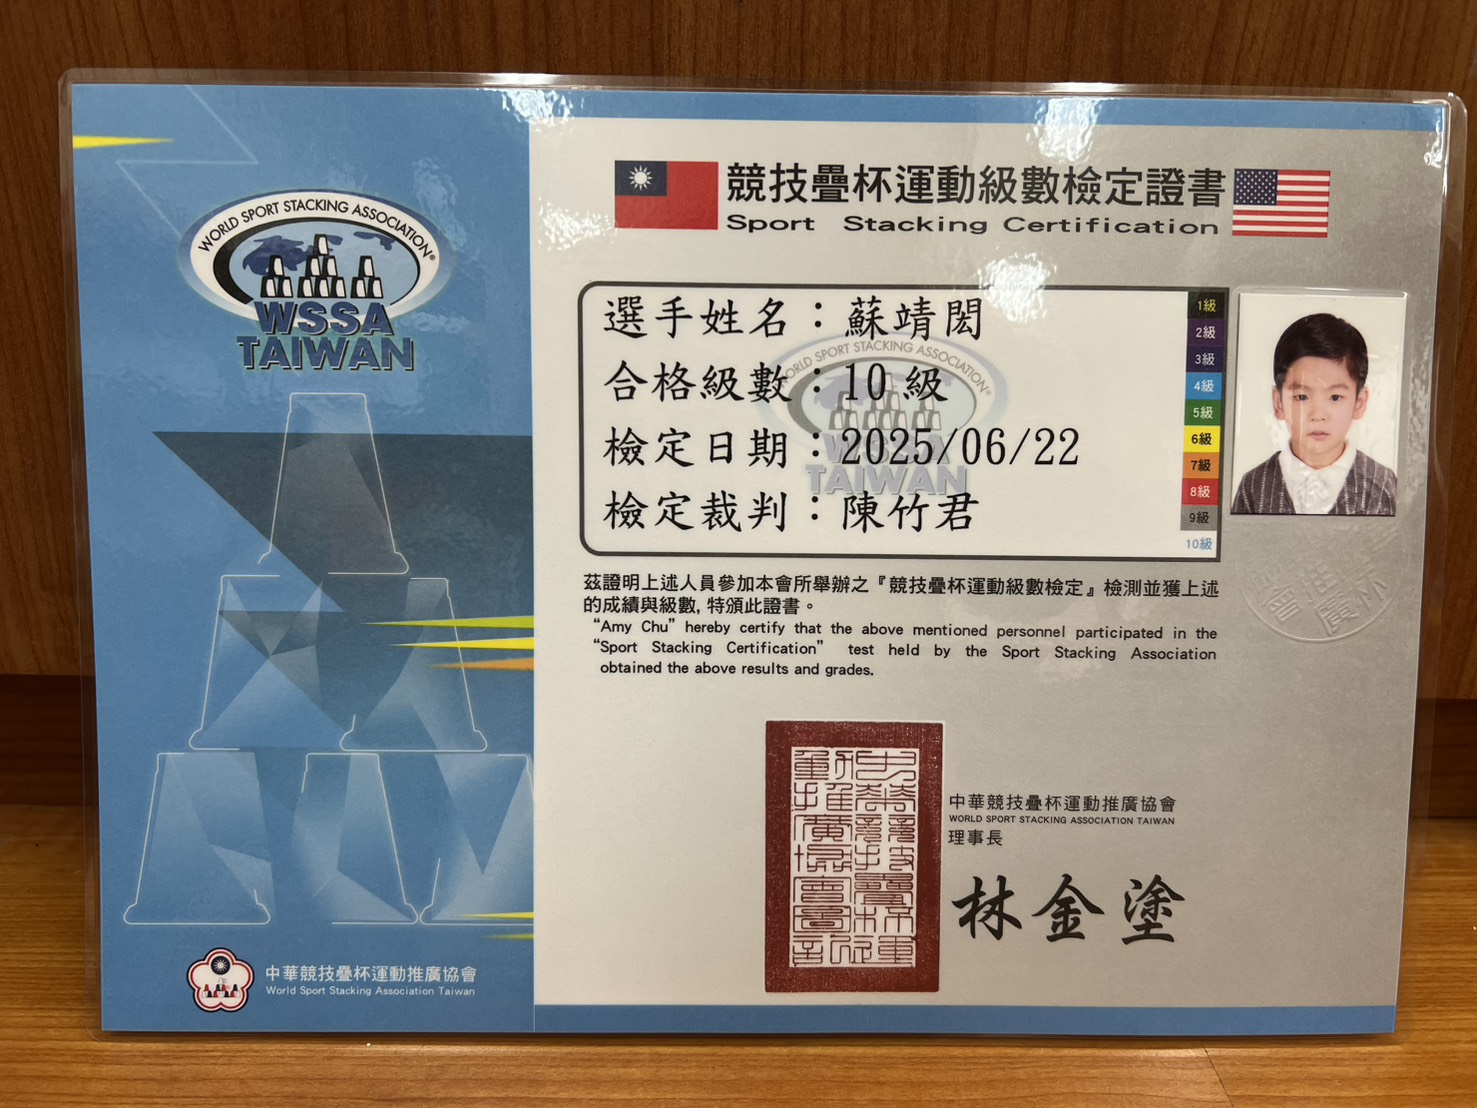 WORLD SPORT STACKING ASSOCIATION®
WSSA
TAIWAN
競技疊杯運動級數檢定證書
Sport Stacking Certification
選手姓名：蘇靖閎
合格級數：10級
檢定日期：2025/06/22
檢定裁判：陳竹君
1級
2級
3級
4級
5級
6級
7級
8級
9級
10級
WORLD SPORT STACKING ASSOCIATION®
WSSA
TAIWAN
茲證明上述人員參加本會所舉辦之『競技疊杯運動級數檢定』檢測並獲上述
的成績與級數, 特頒此證書。
“Amy Chu” hereby certify that the above mentioned personnel participated in the
“Sport Stacking Certification” test held by the Sport Stacking Association
obtained the above results and grades.
中華競技疊杯運動推廣協會
WORLD SPORT STACKING ASSOCIATION TAIWAN
理事長
林金塗
中華競技疊杯運動推廣協會
World Sport Stacking Association Taiwan